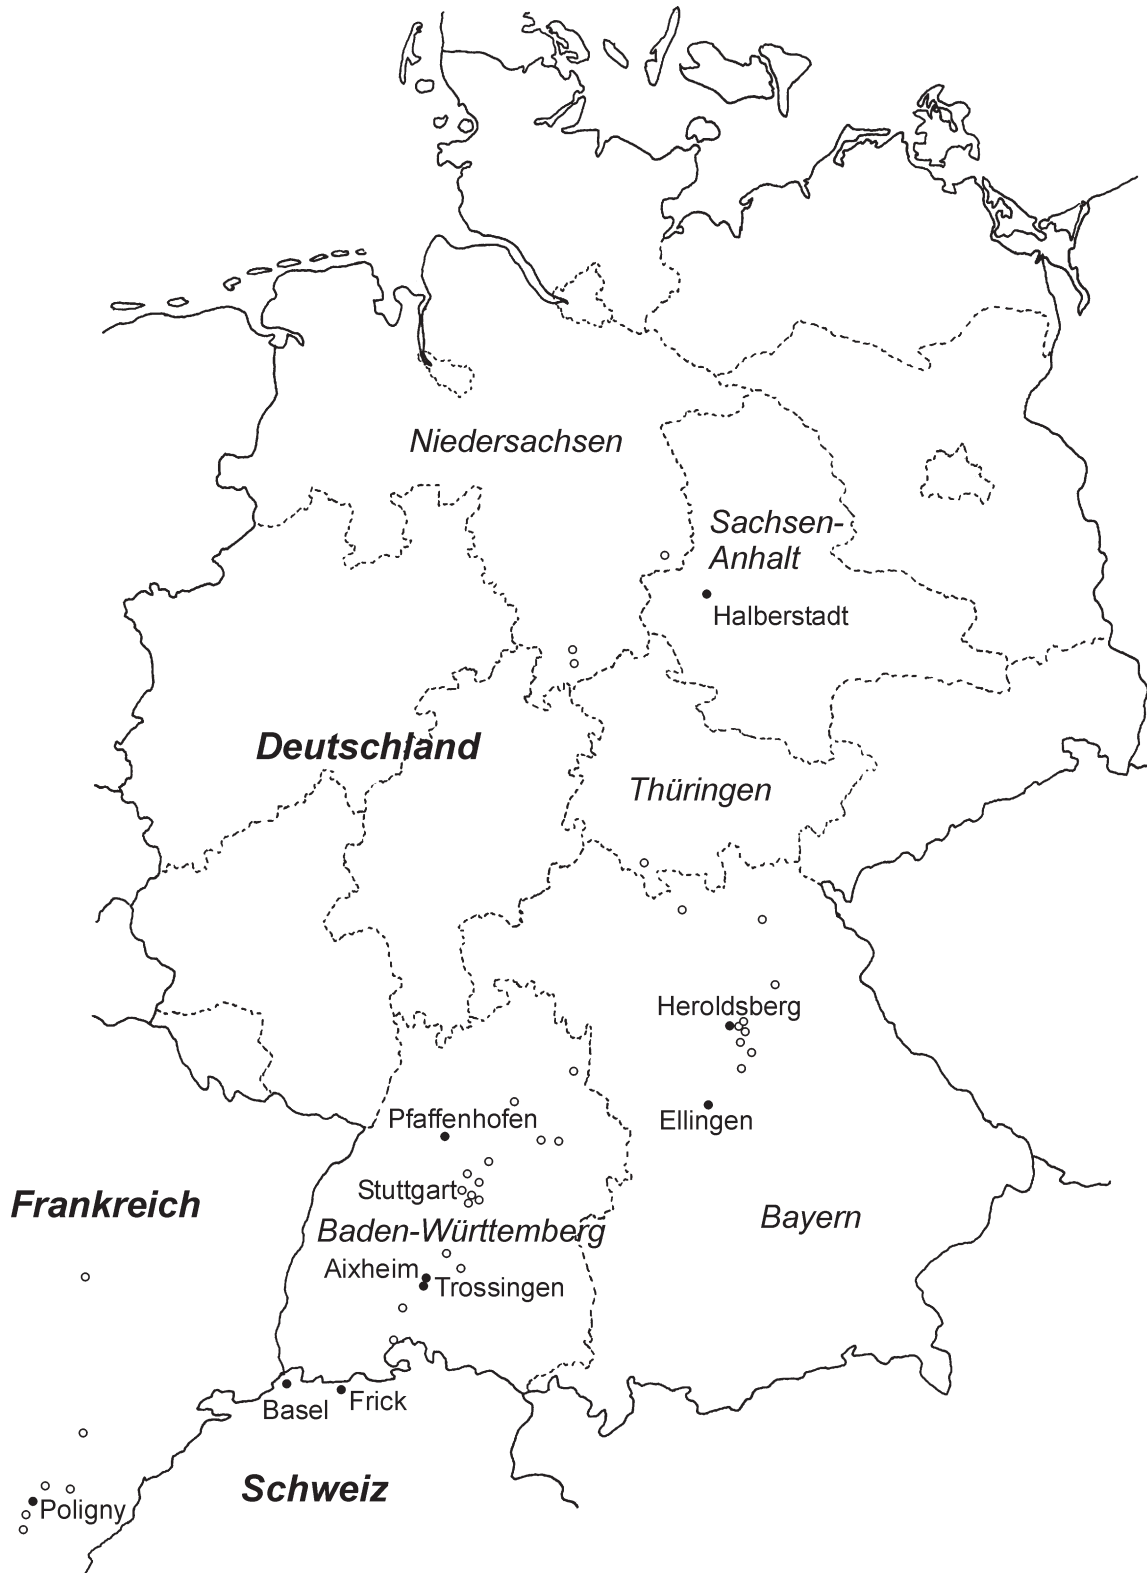 Niedersachsen
Sachsen-
Anhalt
Halberstadt
Deutschland
Thüringen
Heroldsberg
Pfaffenhofen
Ellingen
Stuttgart
Frankreich
Baden-Württemberg
Bayern
Aixheim
Trossingen
Basel
Frick
Schweiz
Poligny